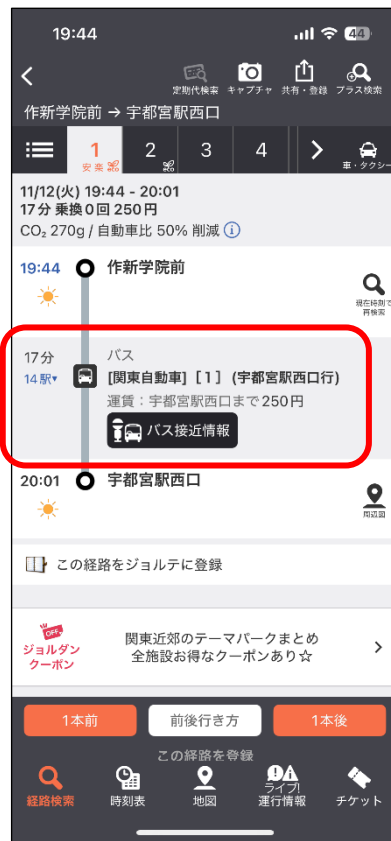 19:44
44
定期代検索
キャプチャ
共有・登録
プラス検索
作新学院前 → 宇都宮駅西口
1
安 楽 ECO
2
ECO
3
4
車・タクシー
11/12(火) 19:44 - 20:01
17分 乗換0回 250円
CO₂ 270g / 自動車比 50% 削減 ⓘ
19:44 作新学院前
現在時刻で
再検索
17分 バス
14駅▾ [関東自動車] [1] (宇都宮駅西口行)
運賃：宇都宮駅西口まで250円
バス接近情報
20:01 宇都宮駅西口
周辺図
この経路をジョルテに登録
OFF
ジョルダン
クーポン
関東近郊のテーマパークまとめ
全施設お得なクーポンあり☆
1本前
前後行き方
1本後
この経路を登録
経路検索
時刻表
地図
ライブ!
運行情報
チケット